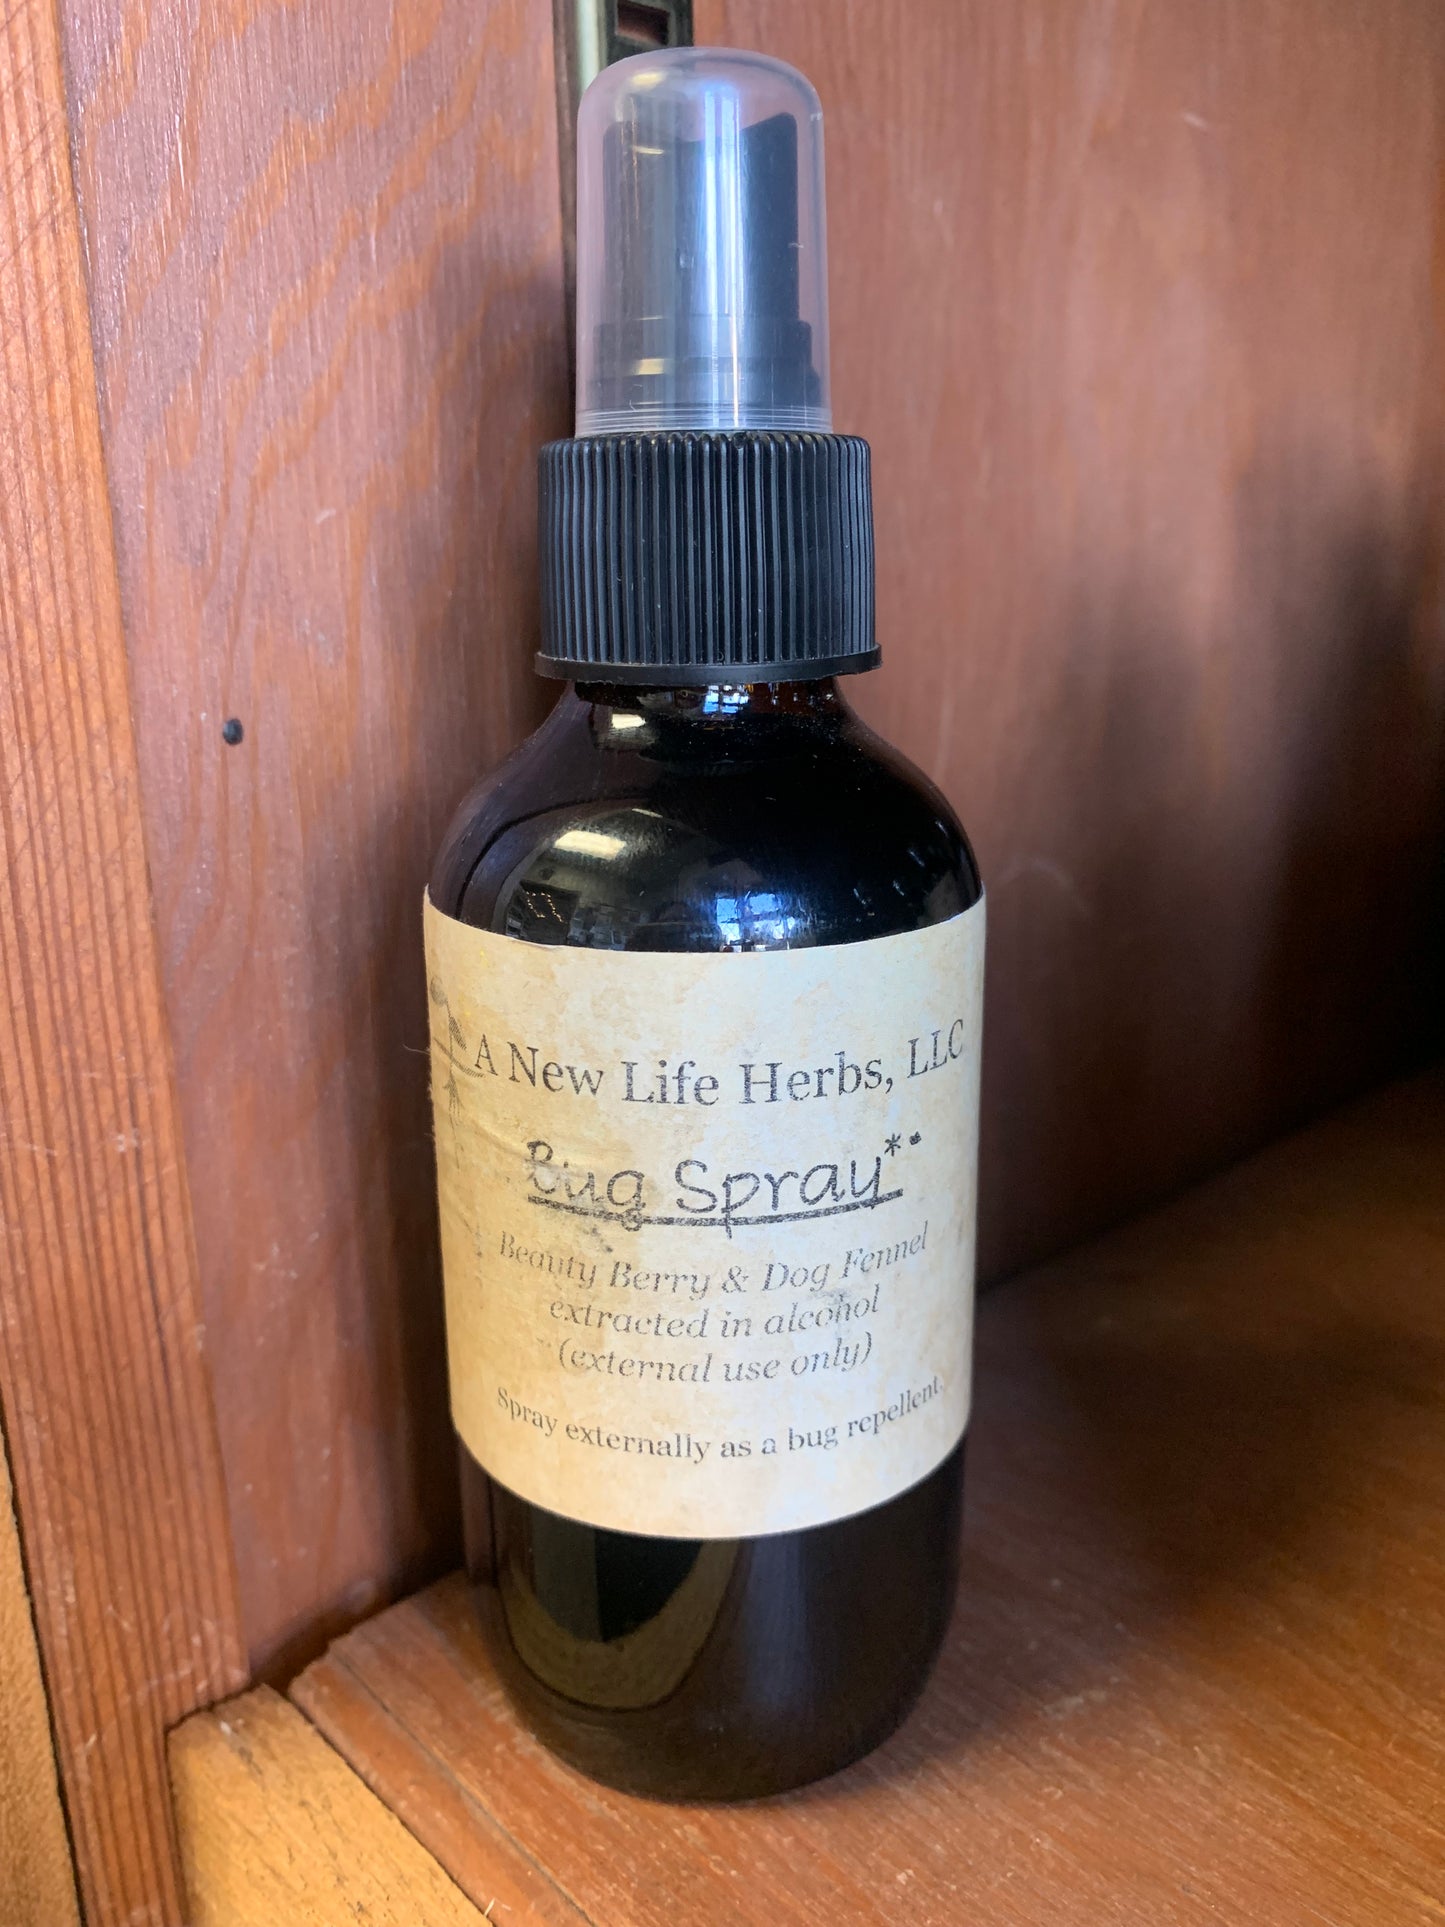 A New Life Herbs, LLC
Bug Spray**
Beauty Berry & Dog Fennel
extracted in alcohol
(external use only)
Spray externally as a bug repellent.